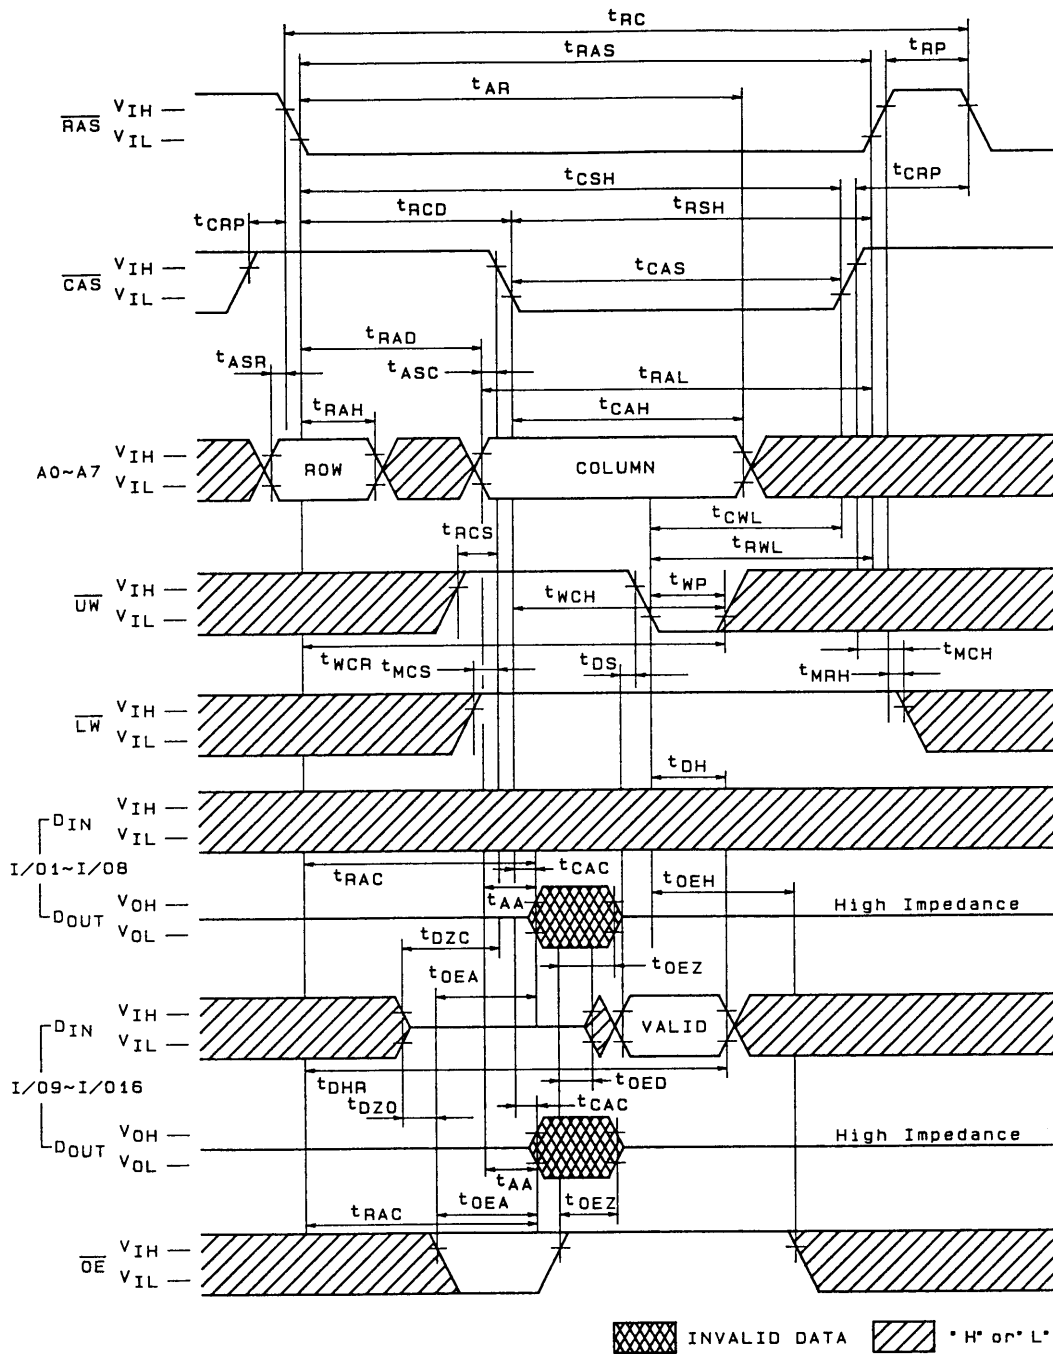 tRC
tRAS
tRP
tAR
RAS VIH
VIL
tCSH
tCRP
tCRP
tRCD
tRSH
CAS VIH
VIL
tCAS
tRAD
tASR
tASC
tRAL
tRAH
tCAH
A0~A7 VIH
VIL
ROW
COLUMN
tCWL
tRCS
tRWL
UW VIH
VIL
tWCH
tWP
tWCR
tMCS
tDS
tMCH
tMRH
LW VIH
VIL
tDH
I/O1~I/O8
DIN VIH
VIL
tRAC
tCAC
tAA
tOEH
DOUT VOH
VOL
High Impedance
tDZC
tOEZ
tOEA
I/O9~I/O16
DIN VIH
VIL
VALID
tDHR
tOED
tDZO
tCAC
DOUT VOH
VOL
High Impedance
tAA
tOEA
tOEZ
tRAC
OE VIH
VIL
INVALID DATA
"H" or "L"